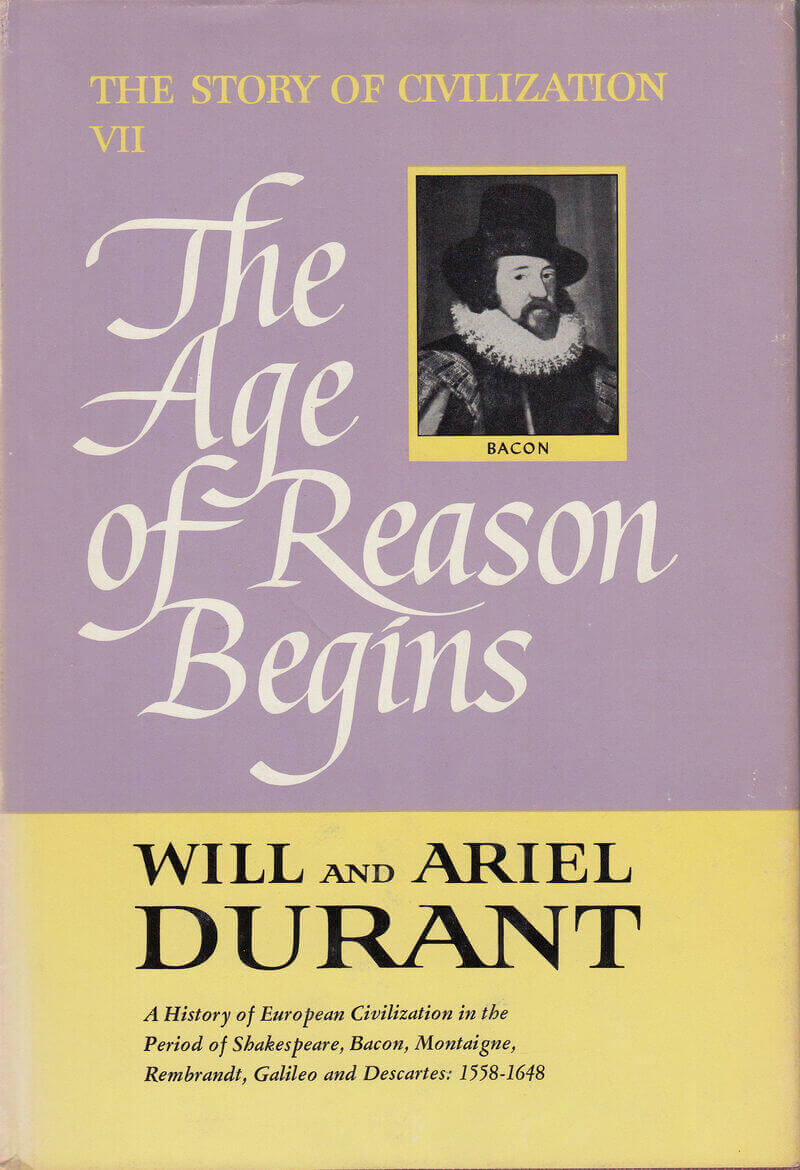 THE STORY OF CIVILIZATION
VII
The
Age
of Reason
Begins
BACON
WILL AND ARIEL
DURANT
A History of European Civilization in the
Period of Shakespeare, Bacon, Montaigne,
Rembrandt, Galileo and Descartes: 1558-1648